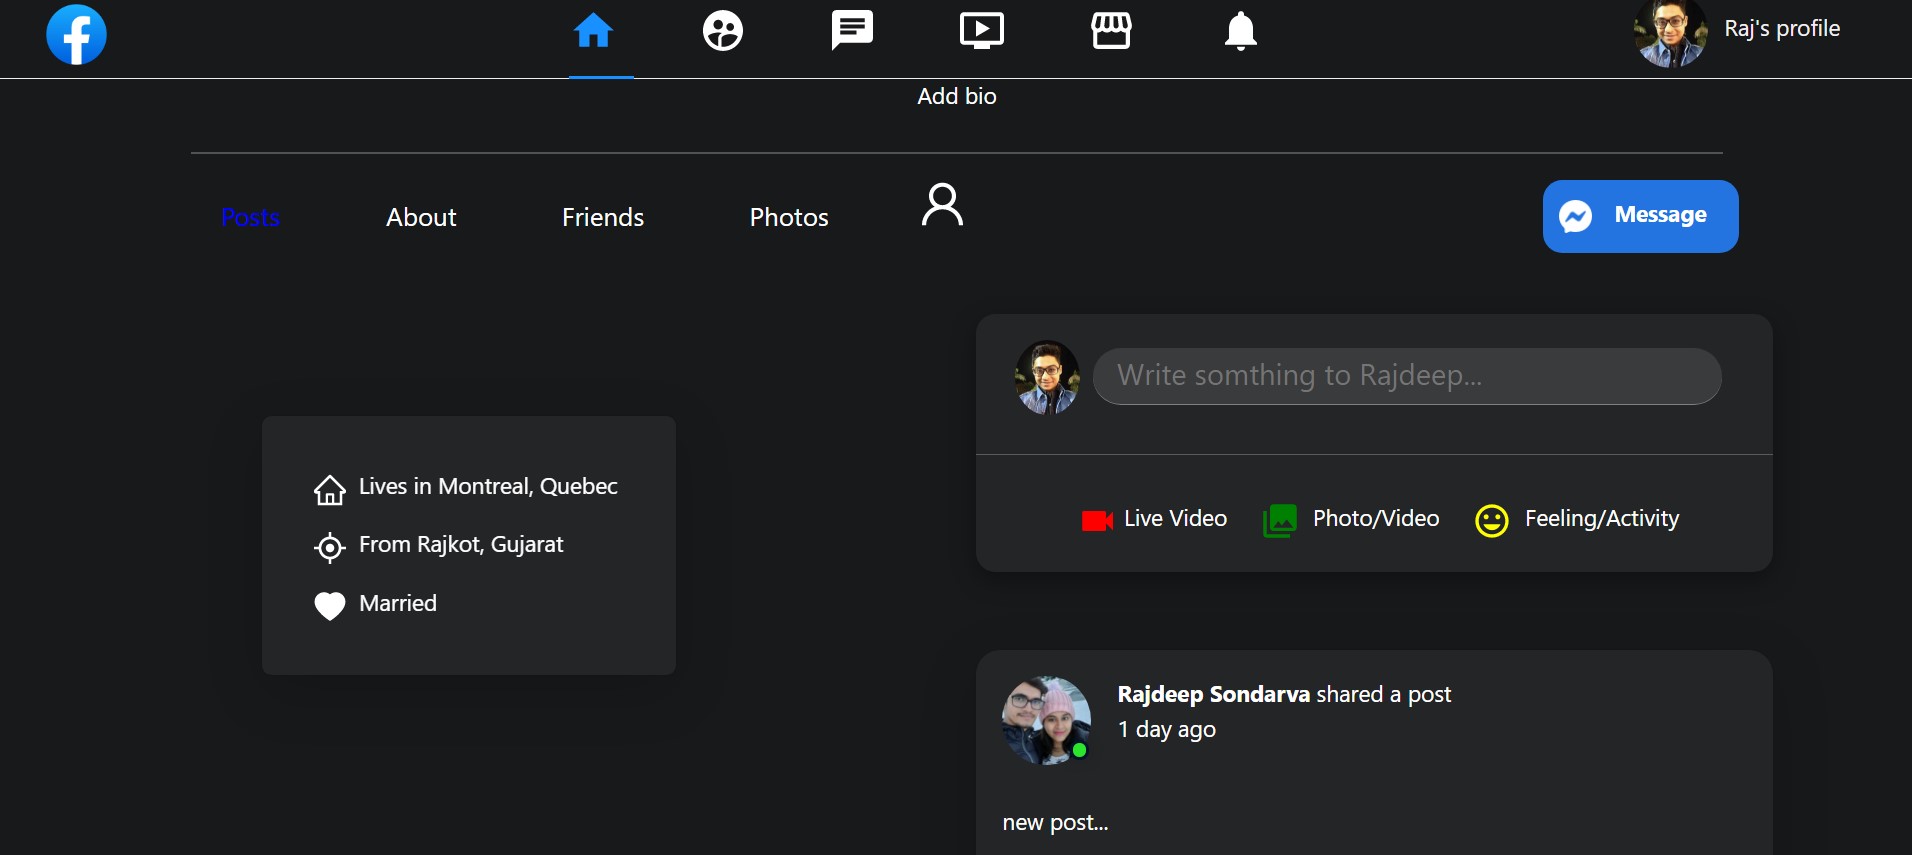 Raj's profile
Add bio
Posts
About
Friends
Photos
Message
Write somthing to Rajdeep...
Live Video
Photo/Video
Feeling/Activity
Lives in Montreal, Quebec
From Rajkot, Gujarat
Married
Rajdeep Sondarva shared a post
1 day ago
new post...